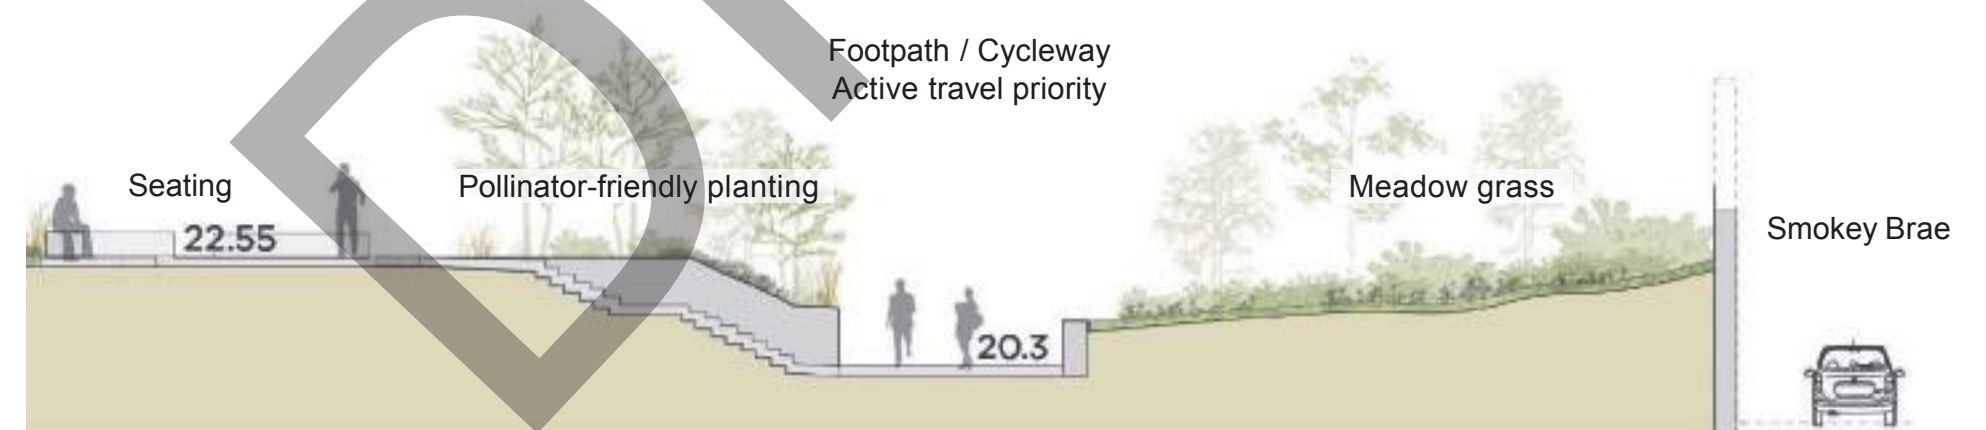 Footpath / Cycleway
Active travel priority
Seating
Pollinator-friendly planting
Meadow grass
Smokey Brae
22.55
20.3